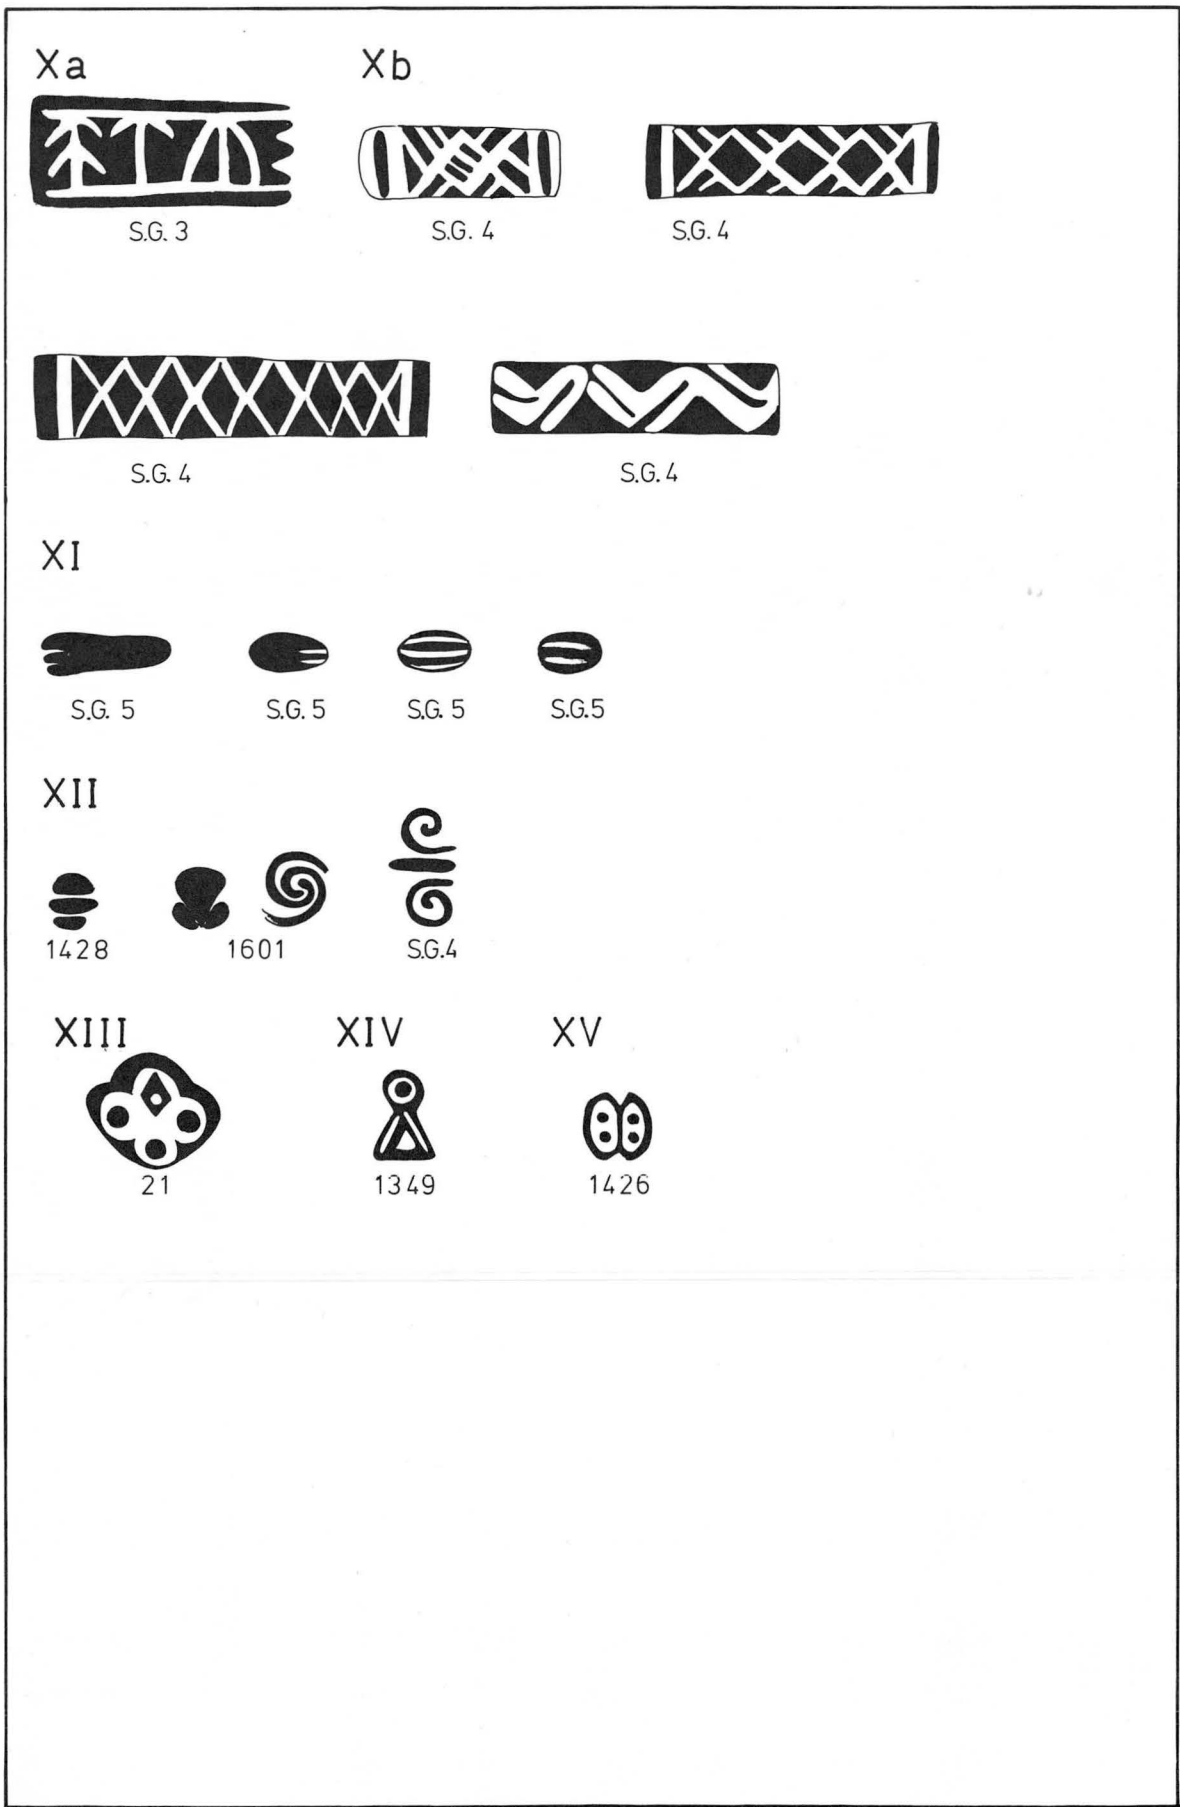 Xa Xb
S.G. 3 S.G. 4 S.G. 4
S.G. 4 S.G. 4
XI
S.G. 5 S.G. 5 S.G. 5 S.G.5
XII
1428 1601 S.G.4
XIII XIV XV
21 1349 1426